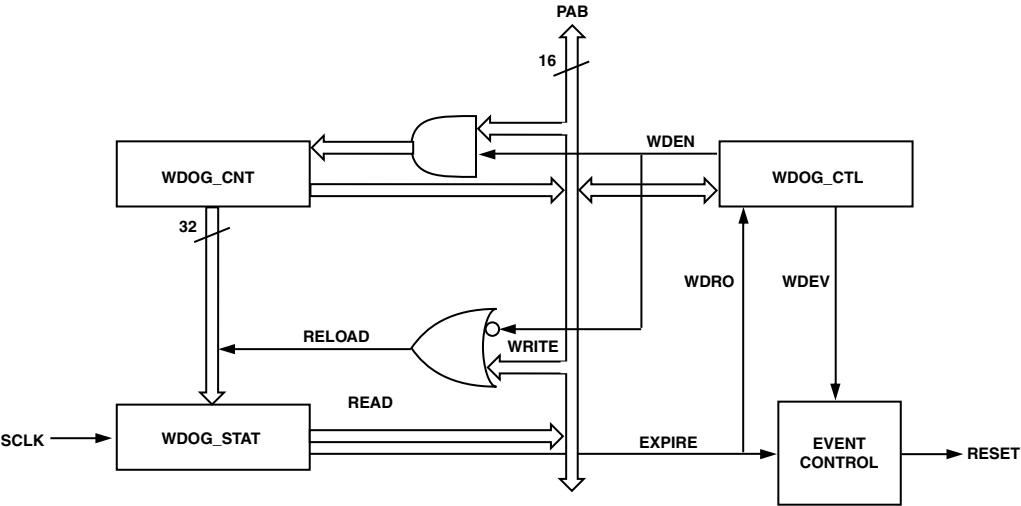 PAB
16
WDEN
WDOG_CNT
WDOG_CTL
32
WDRO
WDEV
RELOAD
WRITE
READ
SCLK
WDOG_STAT
EXPIRE
EVENT
CONTROL
RESET